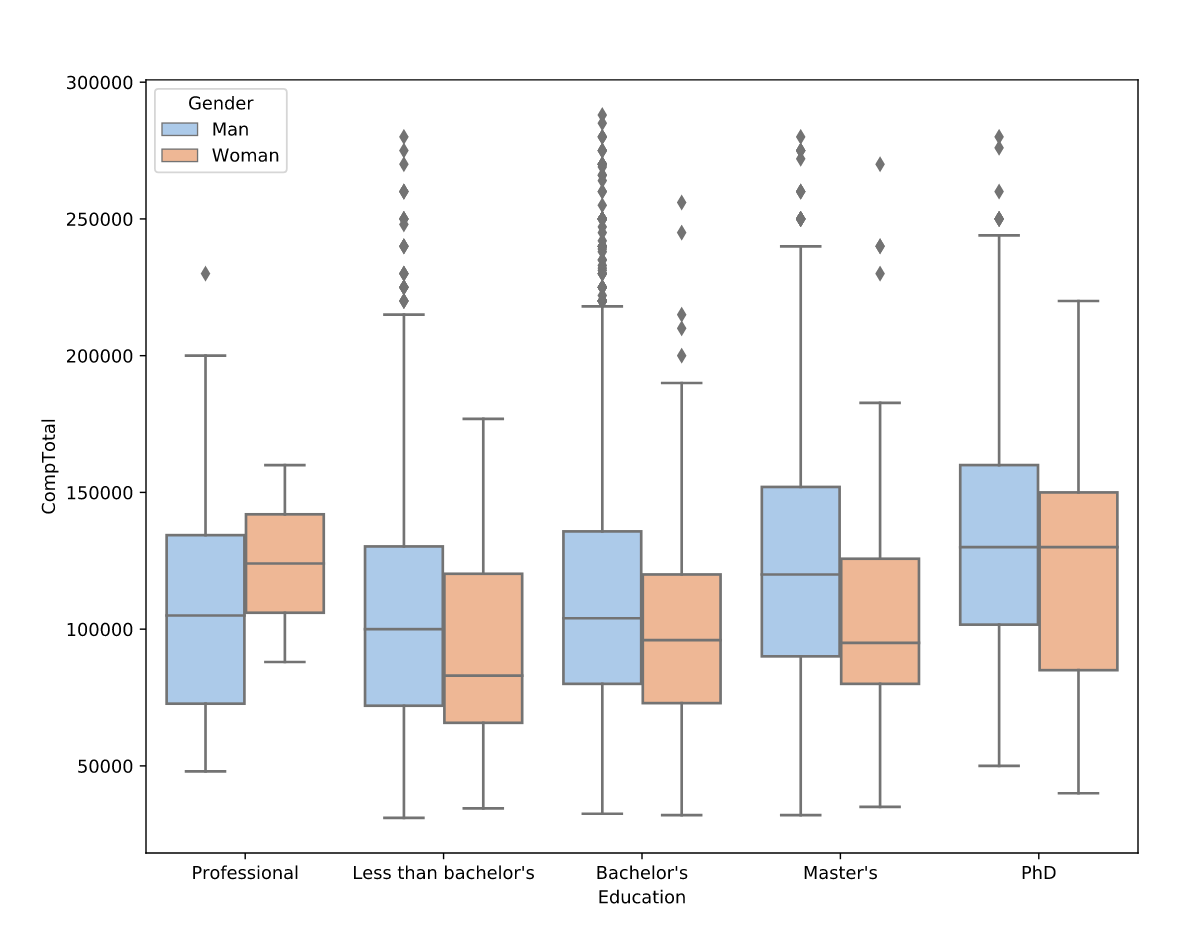 300000
250000
200000
150000
100000
50000
CompTotal
Gender
Man
Woman
Professional
Less than bachelor's
Bachelor's
Master's
PhD
Education